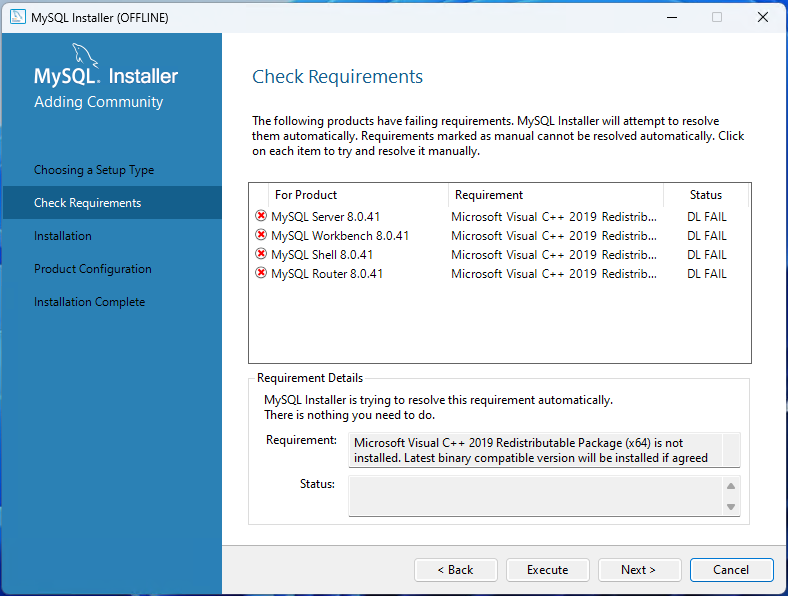 MySQL Installer (OFFLINE)
MySQL. Installer
Adding Community
Choosing a Setup Type
Check Requirements
Installation
Product Configuration
Installation Complete
Check Requirements
The following products have failing requirements. MySQL Installer will attempt to resolve
them automatically. Requirements marked as manual cannot be resolved automatically. Click
on each item to try and resolve it manually.
For Product Requirement Status
MySQL Server 8.0.41 Microsoft Visual C++ 2019 Redistrib... DL FAIL
MySQL Workbench 8.0.41 Microsoft Visual C++ 2019 Redistrib... DL FAIL
MySQL Shell 8.0.41 Microsoft Visual C++ 2019 Redistrib... DL FAIL
MySQL Router 8.0.41 Microsoft Visual C++ 2019 Redistrib... DL FAIL
Requirement Details
MySQL Installer is trying to resolve this requirement automatically.
There is nothing you need to do.
Requirement: Microsoft Visual C++ 2019 Redistributable Package (x64) is not
installed. Latest binary compatible version will be installed if agreed
Status:
< Back Execute Next > Cancel